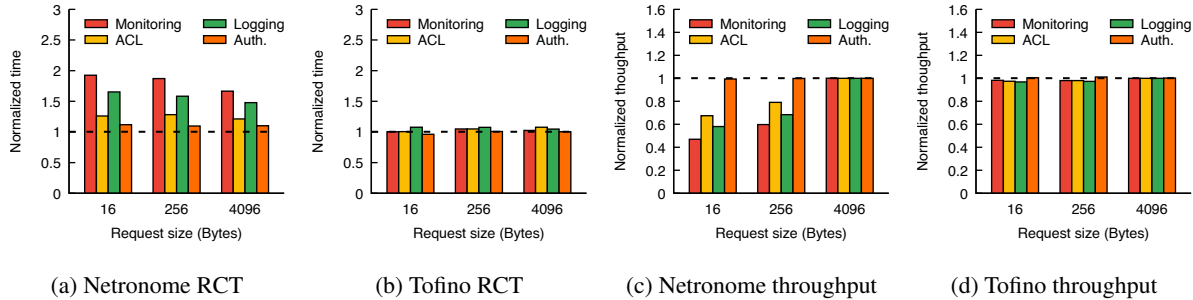 3
2.5
2
1.5
1
0.5
0
Normalized time
Monitoring
ACL
Logging
Auth.
16 256 4096
Request size (Bytes)
(a) Netronome RCT
3
2.5
2
1.5
1
0.5
0
Normalized time
Monitoring
ACL
Logging
Auth.
16 256 4096
Request size (Bytes)
(b) Tofino RCT
1.6
1.4
1.2
1
0.8
0.6
0.4
0.2
0
Normalized thoughput
Monitoring
ACL
Logging
Auth.
16 256 4096
Request size (Bytes)
(c) Netronome throughput
1.6
1.4
1.2
1
0.8
0.6
0.4
0.2
0
Normalized thoughput
Monitoring
ACL
Logging
Auth.
16 256 4096
Request size (Bytes)
(d) Tofino throughput